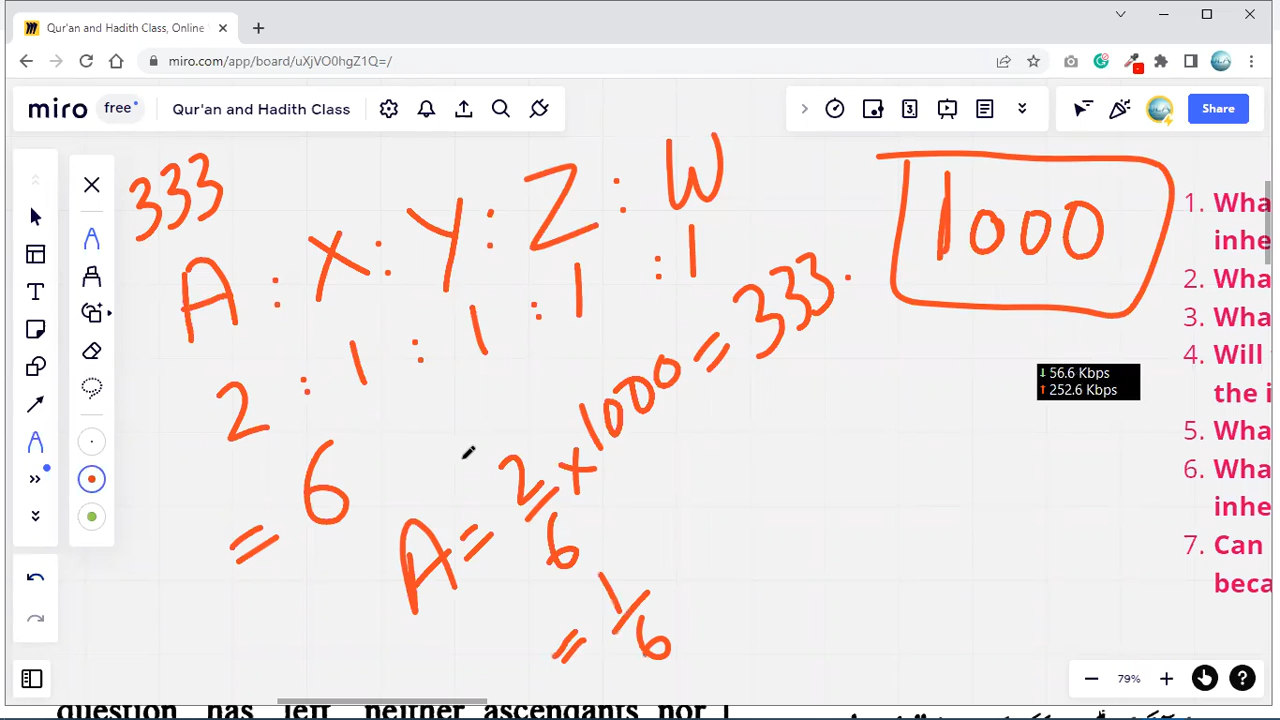 Qur'an and Hadith Class, Online
miro.com/app/board/uXjVO0hgZ1Q=/
miro free Qur'an and Hadith Class
Share
333
A : X : Y : Z : W
2 : 1 : 1 : 1 : 1
= 6
A = 2/6 × 1000 = 333.
= 1/6
1000
1. Wha
inhe
2. Wha
3. Wha
4. Will
the i
5. Wha
6. Wha
inhe
7. Can
beca
↓ 56.6 Kbps
↑ 252.6 Kbps
79%
question has left neither ascendants nor